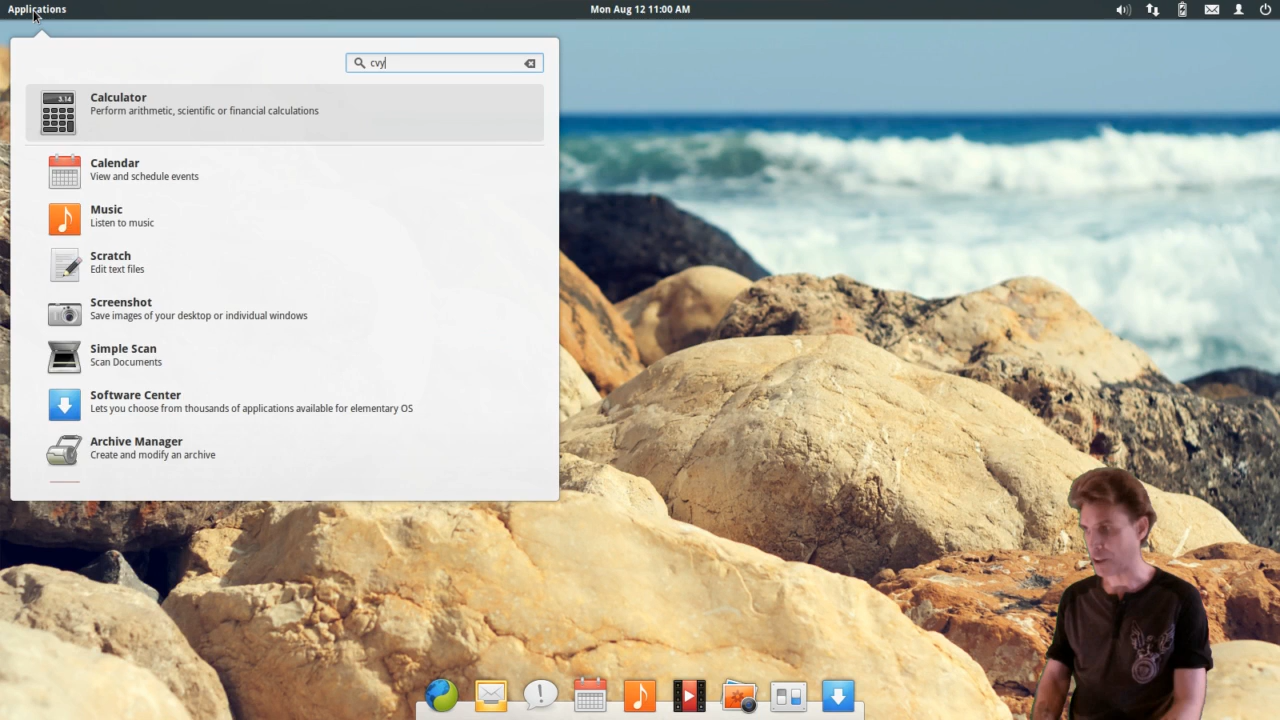 Applications
Mon Aug 12 11:00 AM
cvy
3.14
Calculator
Perform arithmetic, scientific or financial calculations
Calendar
View and schedule events
Music
Listen to music
Scratch
Edit text files
Screenshot
Save images of your desktop or individual windows
Simple Scan
Scan Documents
Software Center
Lets you choose from thousands of applications available for elementary OS
Archive Manager
Create and modify an archive